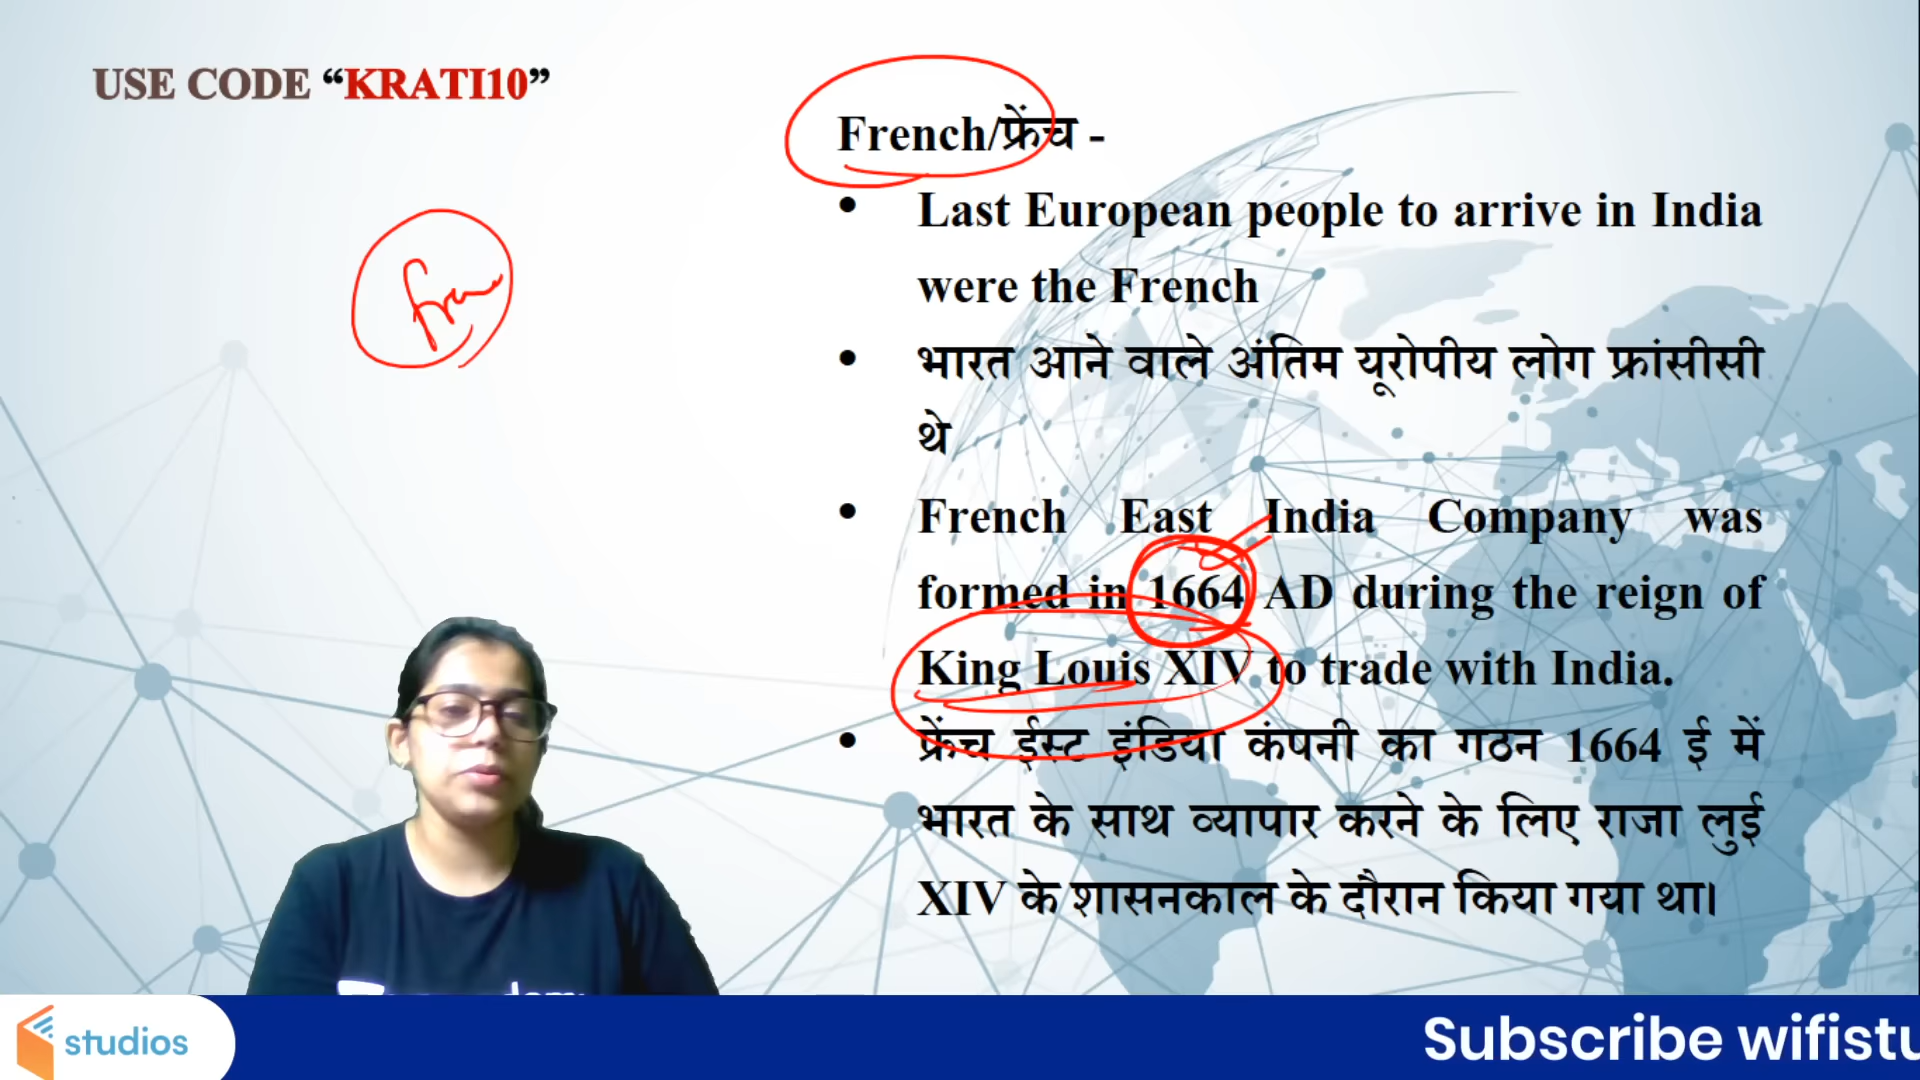 USE CODE “KRATI10”
French/फ्रेंच -
• Last European people to arrive in India
were the French
• भारत आने वाले अंतिम यूरोपीय लोग फ्रांसीसी
थे
• French East India Company was
formed in 1664 AD during the reign of
King Louis XIV to trade with India.
• फ्रेंच ईस्ट इंडिया कंपनी का गठन 1664 ई में
भारत के साथ व्यापार करने के लिए राजा लुई
XIV के शासनकाल के दौरान किया गया था।
studios
Subscribe wifistu